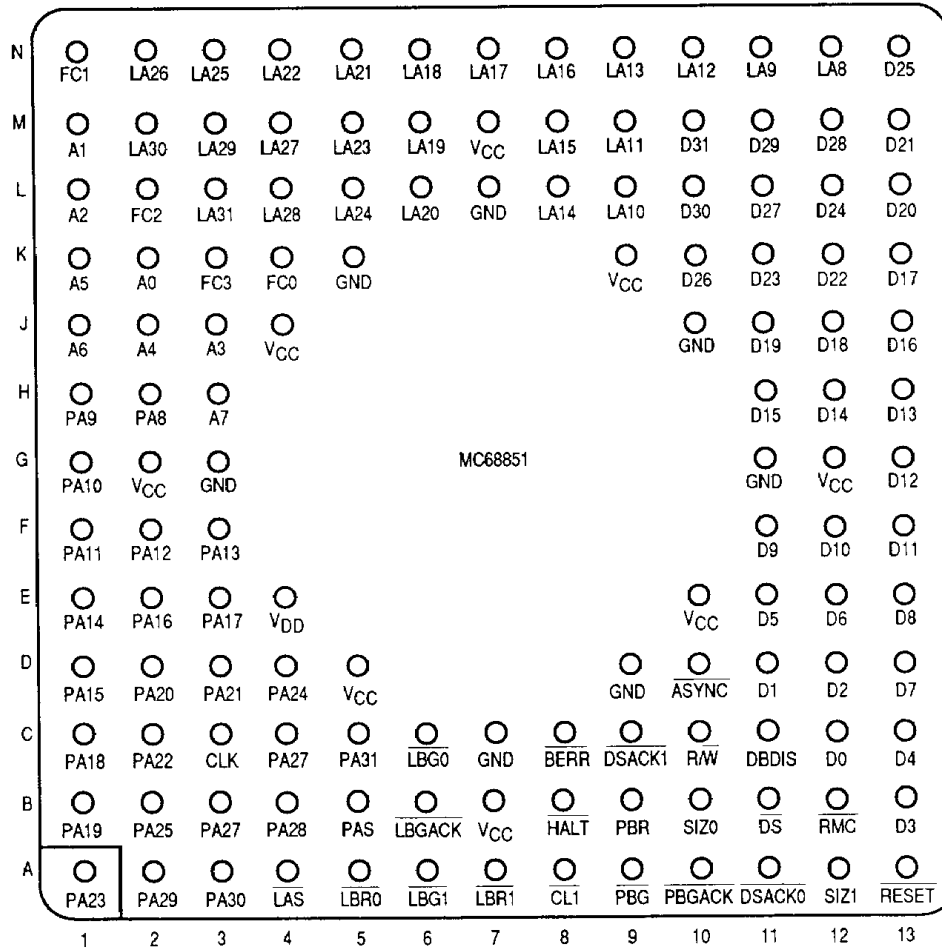 N
FC1 LA26 LA25 LA22 LA21 LA18 LA17 LA16 LA13 LA12 LA9 LA8 D25
M
A1 LA30 LA29 LA27 LA23 LA19 VCC LA15 LA11 D31 D29 D28 D21
L
A2 FC2 LA31 LA28 LA24 LA20 GND LA14 LA10 D30 D27 D24 D20
K
A5 A0 FC3 FC0 GND VCC D26 D23 D22 D17
J
A6 A4 A3 VCC GND D19 D18 D16
H
PA9 PA8 A7 D15 D14 D13
G
MC68851
PA10 VCC GND GND VCC D12
F
PA11 PA12 PA13 D9 D10 D11
E
PA14 PA16 PA17 VDD VCC D5 D6 D8
D
PA15 PA20 PA21 PA24 VCC GND ASYNC D1 D2 D7
C
PA18 PA22 CLK PA27 PA31 LBG0 GND BERR DSACK1 R/W DBDIS D0 D4
B
PA19 PA25 PA27 PA28 PAS LBGACK VCC HALT PBR SIZ0 DS RMC D3
A
PA23 PA29 PA30 LAS LBR0 LBG1 LBR1 CL1 PBG PBGACK DSACK0 SIZ1 RESET
1 2 3 4 5 6 7 8 9 10 11 12 13